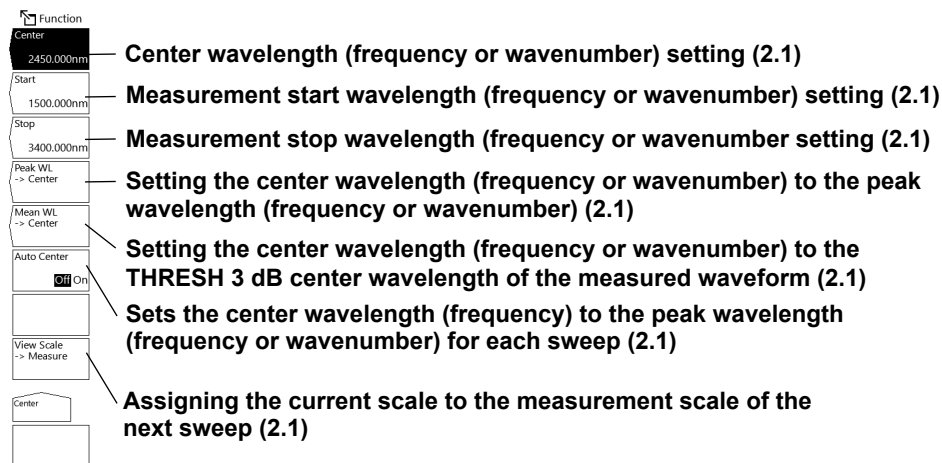 Function
Center
2450.000nm
Center wavelength (frequency or wavenumber) setting (2.1)
Start
1500.000nm
Measurement start wavelength (frequency or wavenumber) setting (2.1)
Stop
3400.000nm
Measurement stop wavelength (frequency or wavenumber setting (2.1)
Peak WL
-> Center
Setting the center wavelength (frequency or wavenumber) to the peak
wavelength (frequency or wavenumber) (2.1)
Mean WL
-> Center
Setting the center wavelength (frequency or wavenumber) to the
THRESH 3 dB center wavelength of the measured waveform (2.1)
Auto Center
Off On
Sets the center wavelength (frequency) to the peak wavelength
(frequency or wavenumber) for each sweep (2.1)
View Scale
-> Measure
Assigning the current scale to the measurement scale of the
next sweep (2.1)
Center